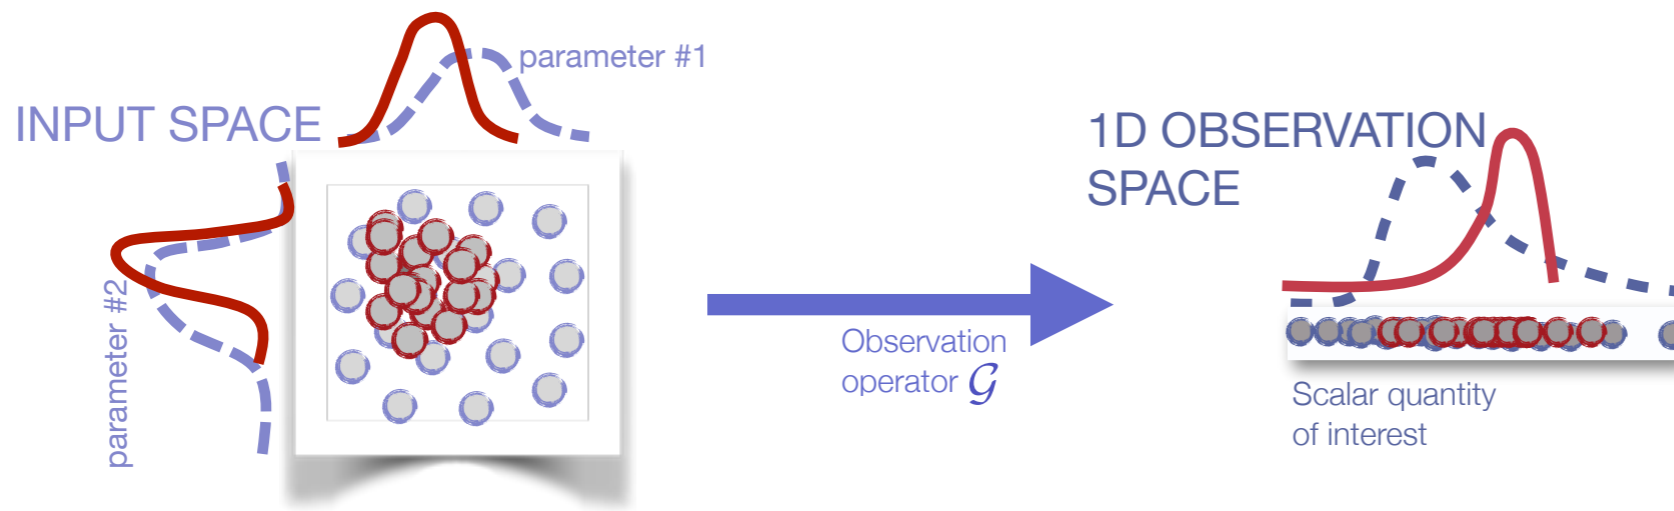 parameter #1
INPUT SPACE
parameter #2
Observation
operator 𝒢
1D OBSERVATION
SPACE
Scalar quantity
of interest